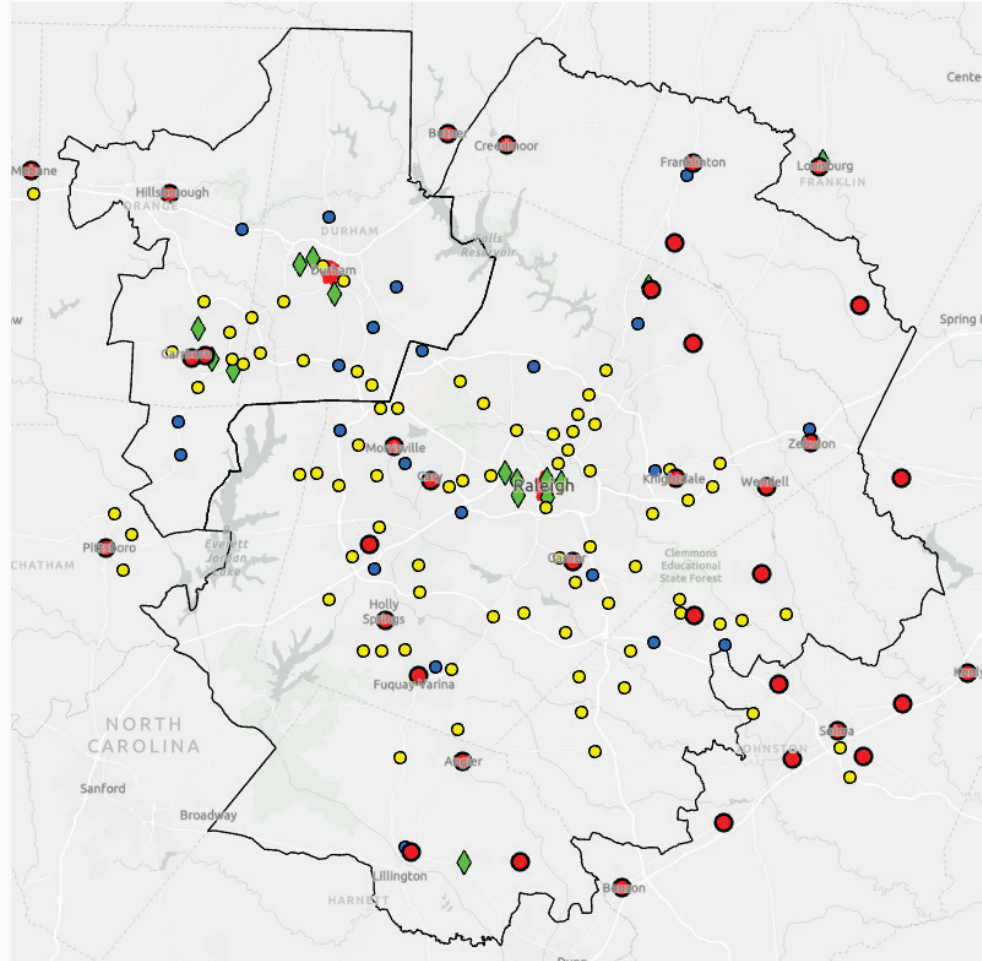 Cente
Butner
Creedmoor
Mebane
Franklinton
Louisburg
FRANKLIN
Hillsborough
ORANGE
DURHAM
Falls
Reservoir
Durham
Spring
Carrboro
Morrisville
Zebulon
Cary
Raleigh
Knightdale
Wendell
Pittsboro
CHATHAM
Everett
Jordan
Lake
Garner
Clemmons
Educational
State Forest
Holly
Springs
Fuquay-Varina
NORTH
CAROLINA
Selma
JOHNSTON
Angier
Sanford
Broadway
Lillington
HARNETT
Benson